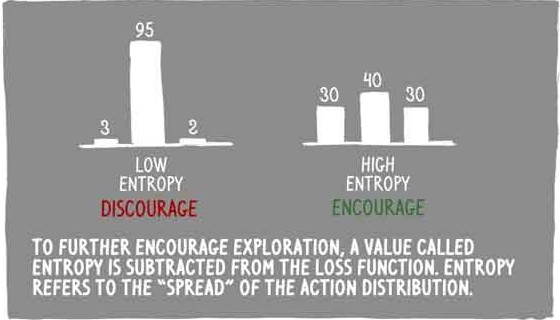 95
3
2
LOW
ENTROPY
DISCOURAGE
30
40
30
HIGH
ENTROPY
ENCOURAGE
TO FURTHER ENCOURAGE EXPLORATION, A VALUE CALLED
ENTROPY IS SUBTRACTED FROM THE LOSS FUNCTION. ENTROPY
REFERS TO THE "SPREAD" OF THE ACTION DISTRIBUTION.